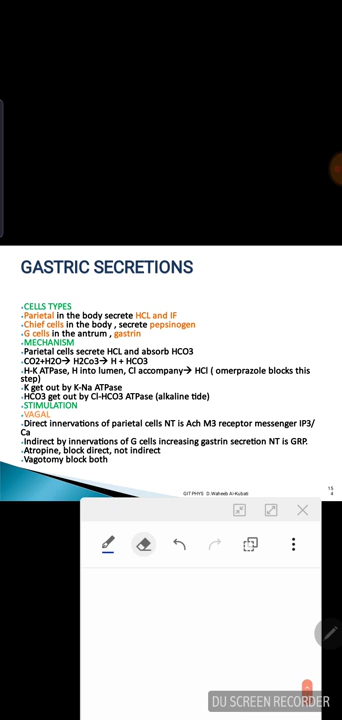 GASTRIC SECRETIONS
•CELLS TYPES
•Parietal in the body secrete HCL and IF
•Chief cells in the body , secrete pepsinogen
•G cells in the antrum , gastrin
•MECHANISM
•Parietal cells secrete HCL and absorb HCO3
•CO2+H2O→ H2Co3→ H + HCO3
•H-K ATPase, H into lumen, Cl accompany→ HCl ( omerprazole blocks this
step)
•K get out by K-Na ATPase
•HCO3 get out by Cl-HCO3 ATPase (alkaline tide)
•STIMULATION
•VAGAL
•Direct innervations of parietal cells NT is Ach M3 receptor messenger IP3/
Ca
•Indirect by innervations of G cells increasing gastrin secretion NT is GRP.
•Atropine, block direct, not indirect
•Vagotomy block both
GIT PHYS D.Waheeb Al-Kubati
15
4
DU SCREEN RECORDER